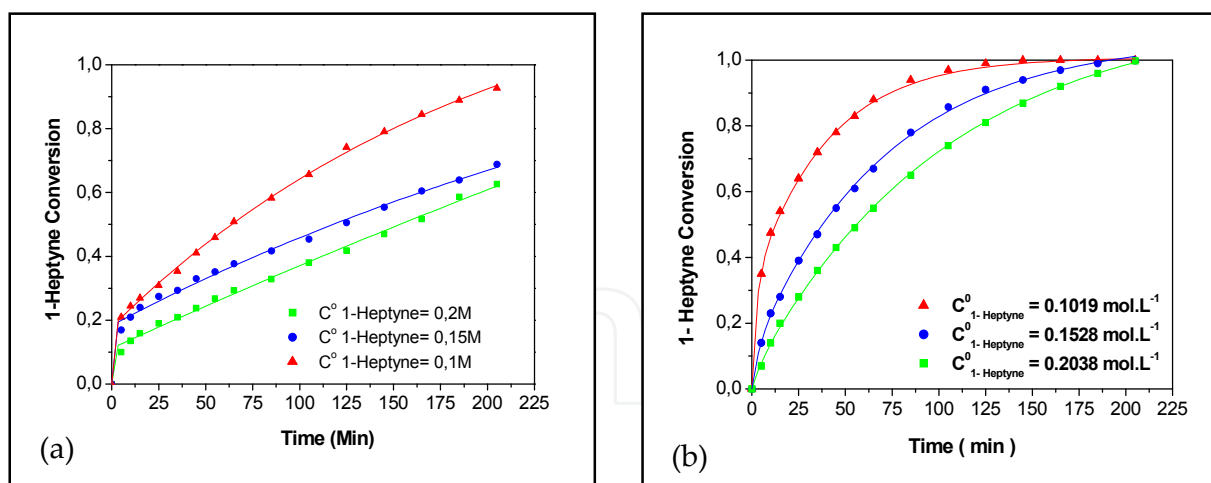 1-Heptyne Conversion
1,0
0,8
0,6
0,4
0,2
0,0
C° 1-Heptyne= 0,2M
C° 1-Heptyne= 0,15M
C° 1-Heptyne= 0,1M
0 25 50 75 100 125 150 175 200 225
Time (Min)
(a)
1- Heptyne Conversion
1,0
0,8
0,6
0,4
0,2
0,0
C⁰1- Heptyne = 0.1019 mol.L⁻¹
C⁰1- Heptyne = 0.1528 mol.L⁻¹
C⁰1- Heptyne = 0.2038 mol.L⁻¹
0 25 50 75 100 125 150 175 200 225
Time ( min )
(b)